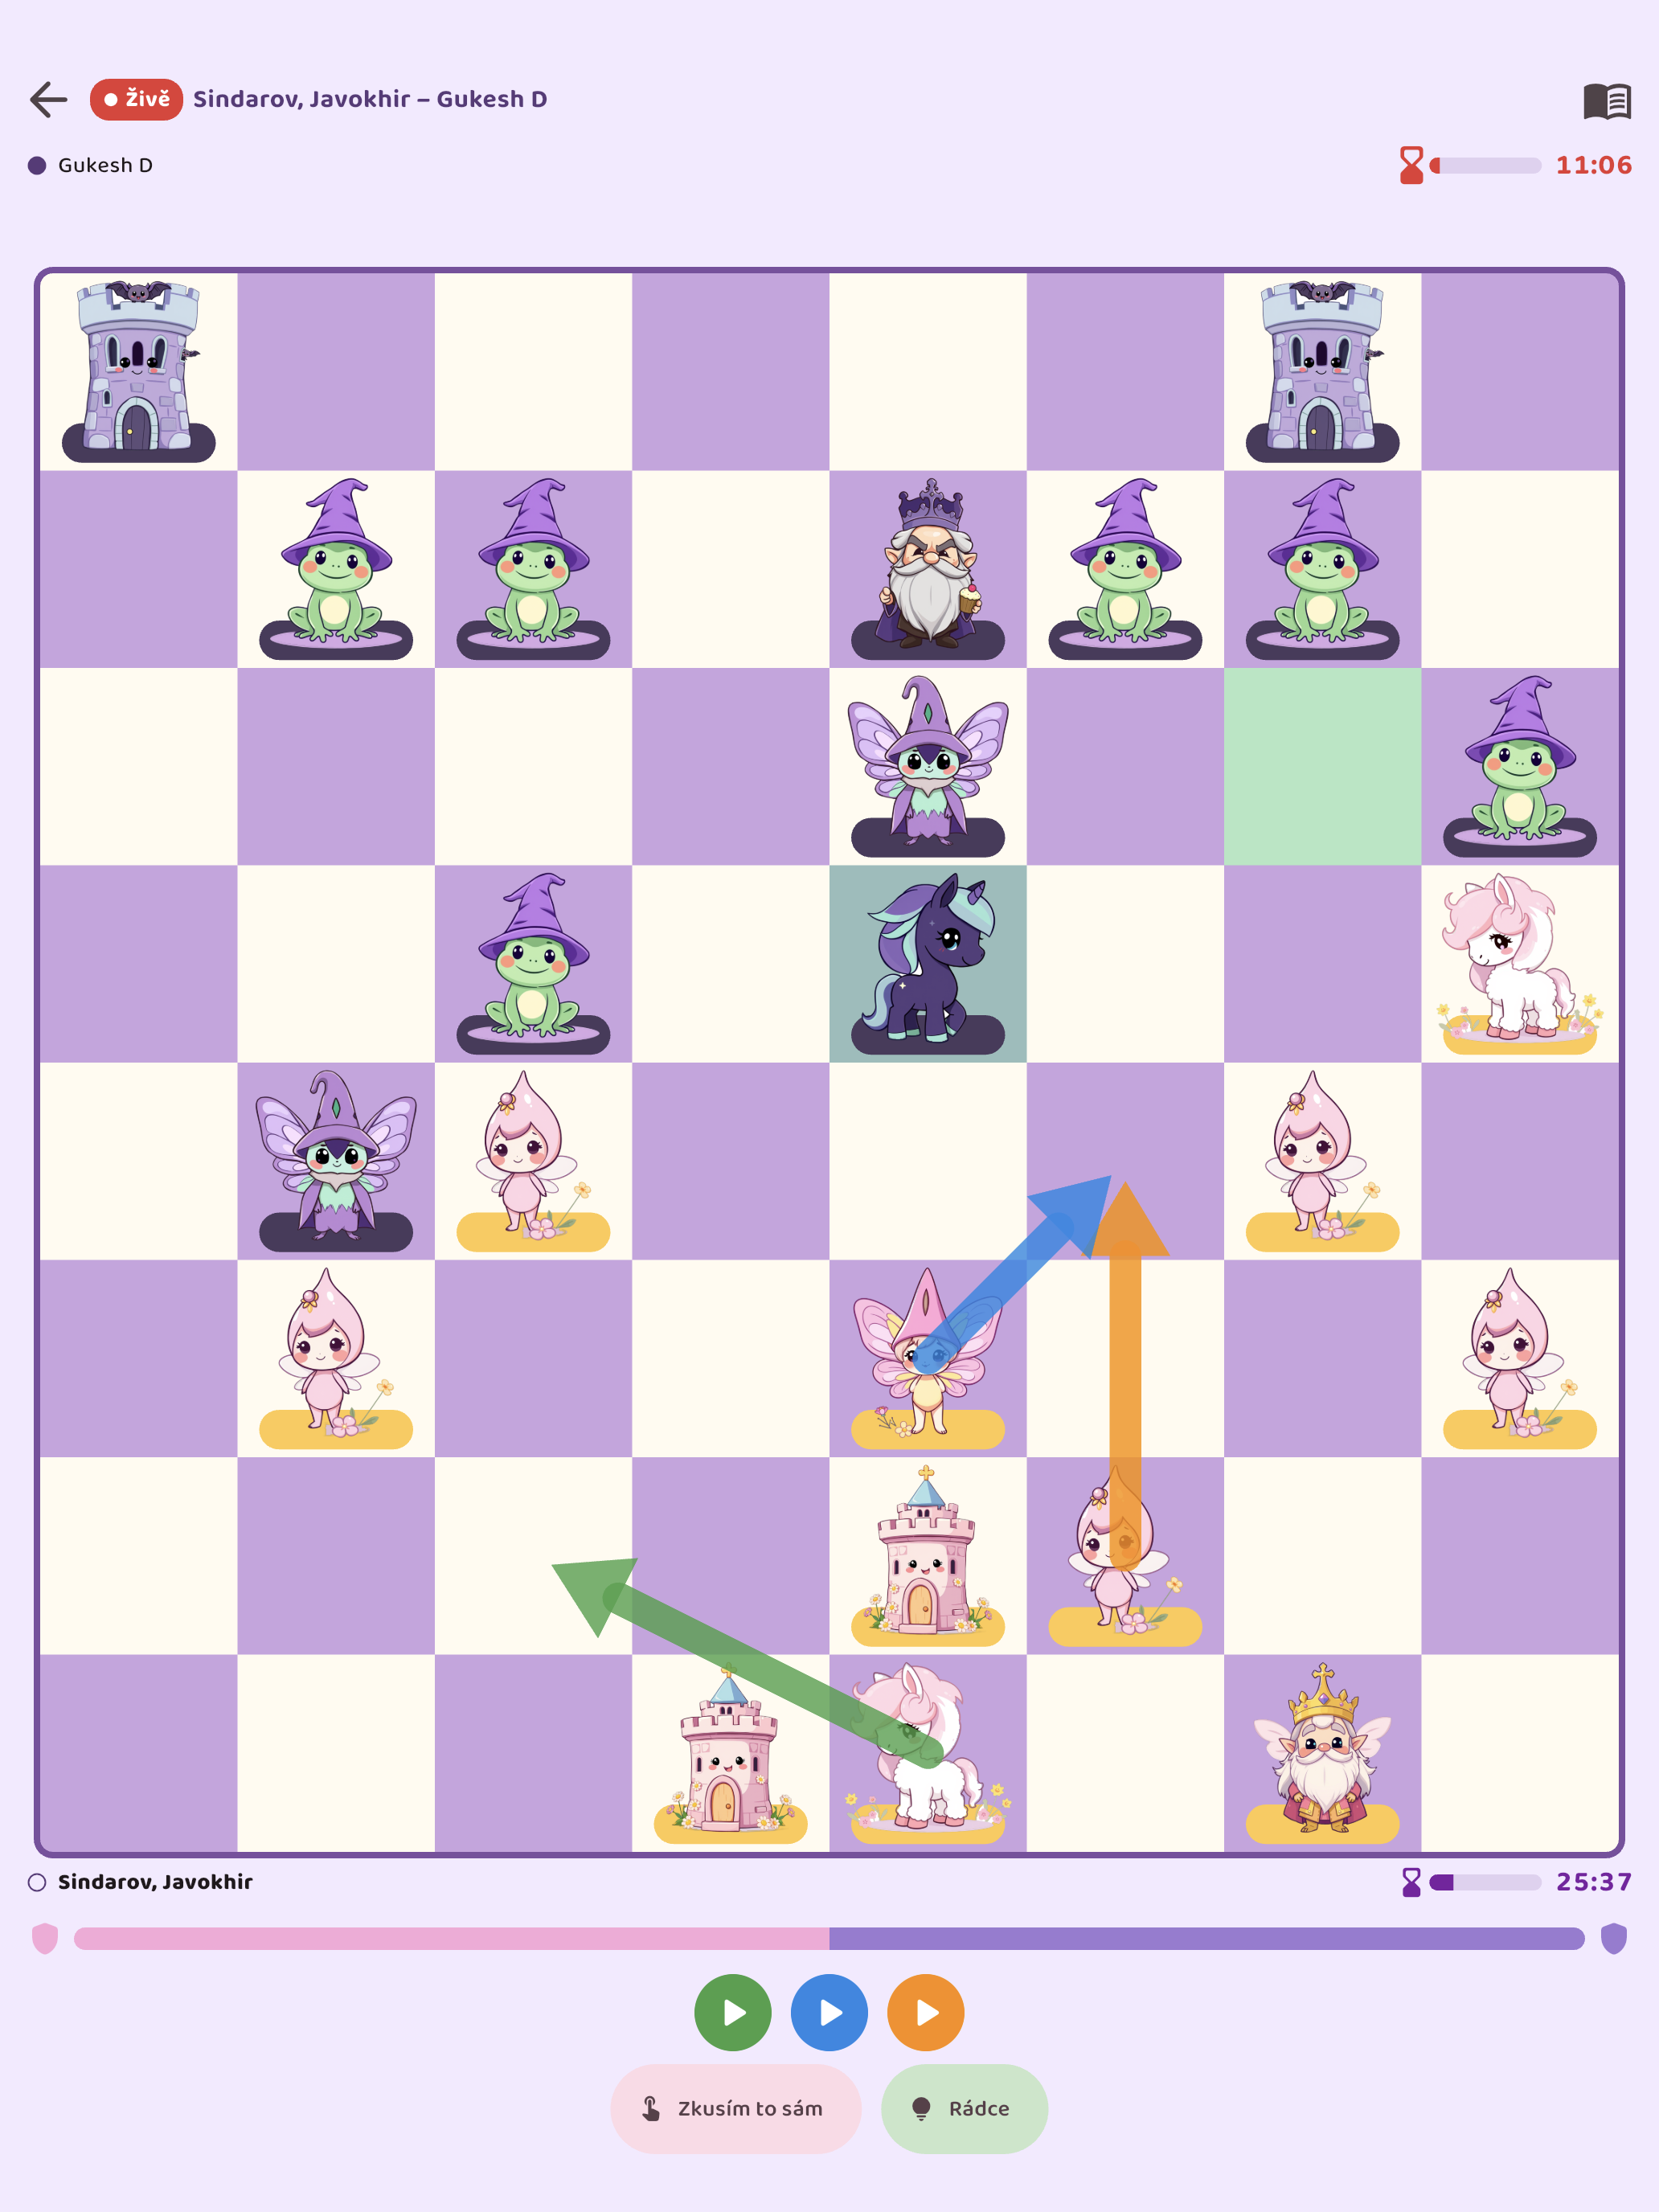 Živě Sindarov, Javokhir – Gukesh D
Gukesh D 11:06
Sindarov, Javokhir 25:37
Zkusím to sám Rádce